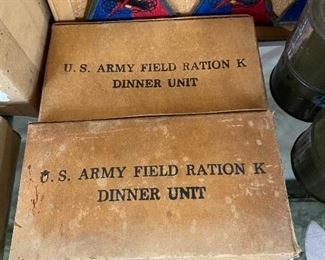 U.S. ARMY FIELD RATION K
DINNER UNIT
U.S. ARMY FIELD RATION K
DINNER UNIT